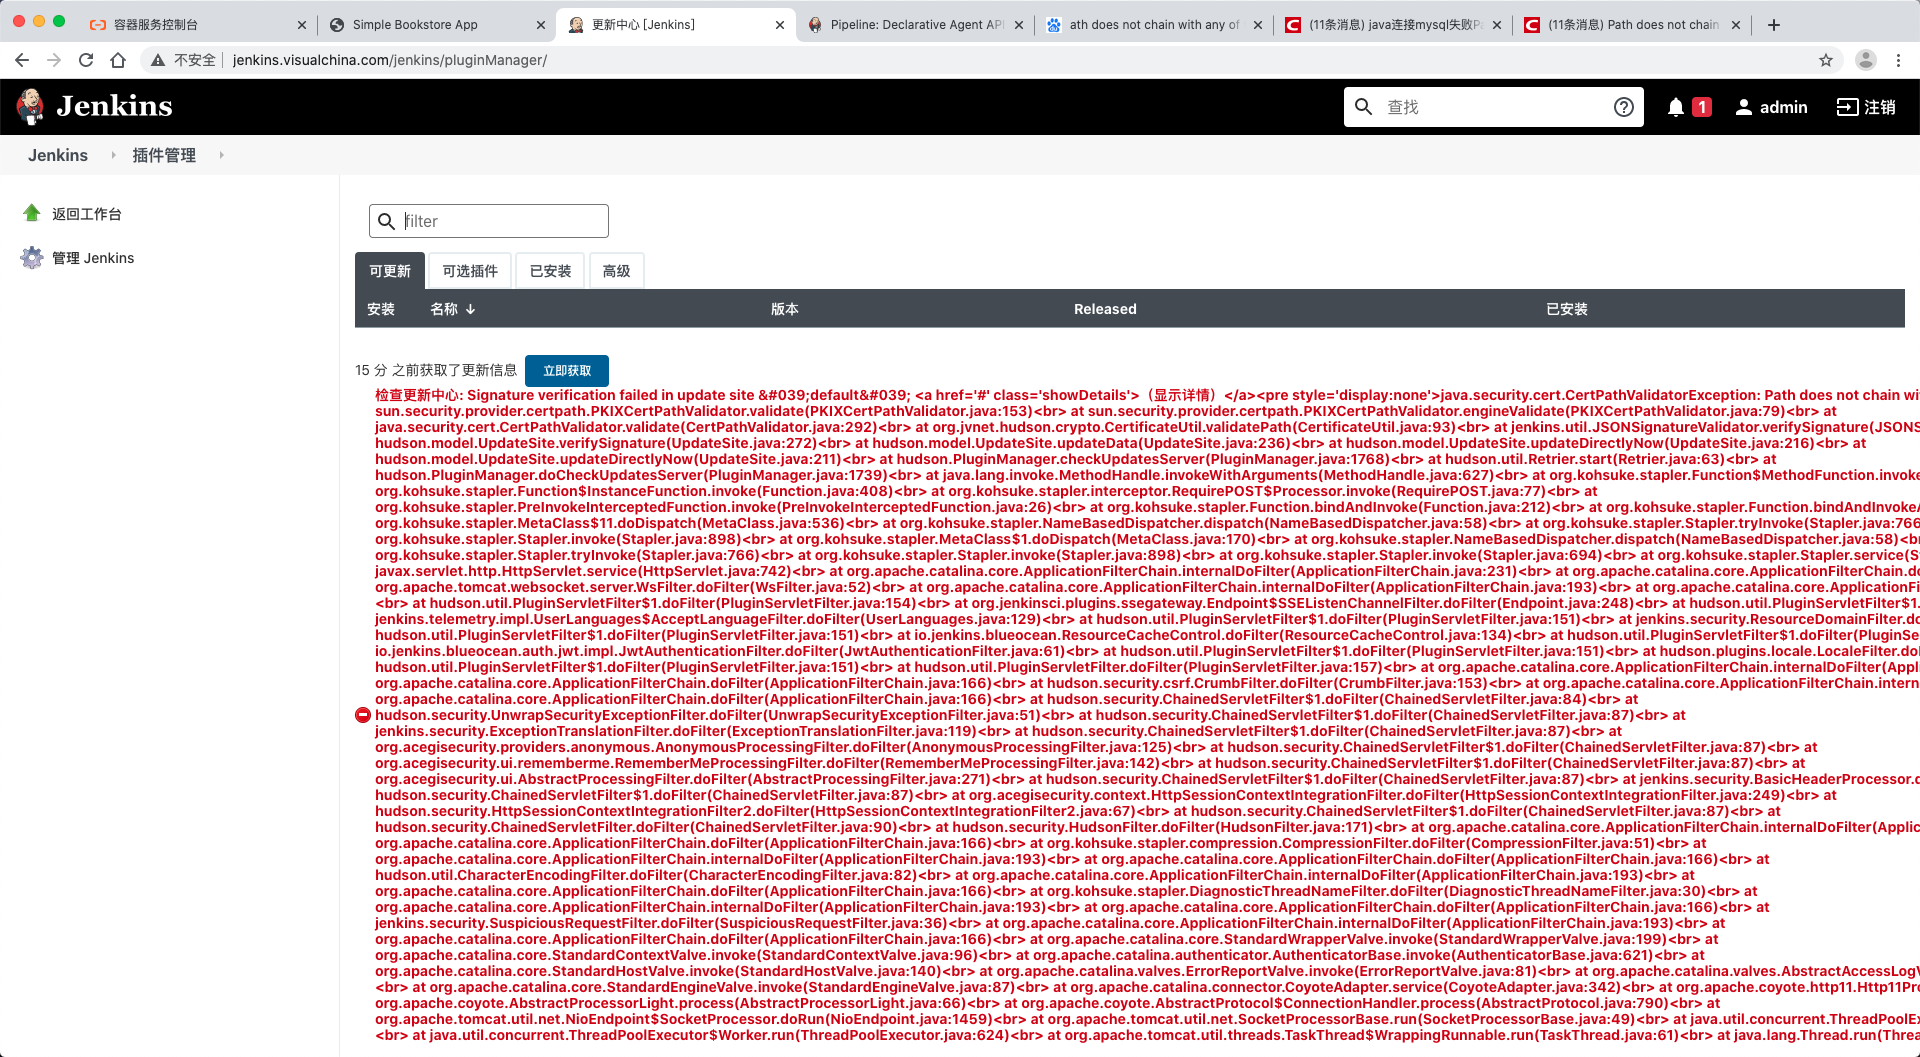 容器服务控制台
Simple Bookstore App
更新中心 [Jenkins]
Pipeline: Declarative Agent AP
ath does not chain with any of
(11条消息) java连接mysql失败Pa
(11条消息) Path does not chain
不安全 jenkins.visualchina.com/jenkins/pluginManager/
Jenkins
查找
1
admin
注销
Jenkins
插件管理
返回工作台
管理 Jenkins
filter
可更新
可选插件
已安装
高级
安装
名称 ↓
版本
Released
已安装
15 分 之前获取了更新信息
立即获取
检查更新中心: Signature verification failed in update site &#039;default&#039; <a href='#' class='showDetails'>（显示详情）</a><pre style='display:none'>java.security.cert.CertPathValidatorException: Path does not chain wi
sun.security.provider.certpath.PKIXCertPathValidator.validate(PKIXCertPathValidator.java:153)<br> at sun.security.provider.certpath.PKIXCertPathValidator.engineValidate(PKIXCertPathValidator.java:79)<br> at
java.security.cert.CertPathValidator.validate(CertPathValidator.java:292)<br> at org.jvnet.hudson.crypto.CertificateUtil.validatePath(CertificateUtil.java:93)<br> at jenkins.util.JSONSignatureValidator.verifySignature(JSONS
hudson.model.UpdateSite.verifySignature(UpdateSite.java:272)<br> at hudson.model.UpdateSite.updateData(UpdateSite.java:236)<br> at hudson.model.UpdateSite.updateDirectlyNow(UpdateSite.java:216)<br> at
hudson.model.UpdateSite.updateDirectlyNow(UpdateSite.java:211)<br> at hudson.PluginManager.checkUpdatesServer(PluginManager.java:1768)<br> at hudson.util.Retrier.start(Retrier.java:63)<br> at
hudson.PluginManager.doCheckUpdatesServer(PluginManager.java:1739)<br> at java.lang.invoke.MethodHandle.invokeWithArguments(MethodHandle.java:627)<br> at org.kohsuke.stapler.Function$MethodFunction.invoke
org.kohsuke.stapler.Function$InstanceFunction.invoke(Function.java:408)<br> at org.kohsuke.stapler.interceptor.RequirePOST$Processor.invoke(RequirePOST.java:77)<br> at
org.kohsuke.stapler.PreInvokeInterceptedFunction.invoke(PreInvokeInterceptedFunction.java:26)<br> at org.kohsuke.stapler.Function.bindAndInvoke(Function.java:212)<br> at org.kohsuke.stapler.Function.bindAndInvokeA
org.kohsuke.stapler.MetaClass$11.doDispatch(MetaClass.java:536)<br> at org.kohsuke.stapler.NameBasedDispatcher.dispatch(NameBasedDispatcher.java:58)<br> at org.kohsuke.stapler.Stapler.tryInvoke(Stapler.java:766
org.kohsuke.stapler.Stapler.invoke(Stapler.java:898)<br> at org.kohsuke.stapler.MetaClass$1.doDispatch(MetaClass.java:170)<br> at org.kohsuke.stapler.NameBasedDispatcher.dispatch(NameBasedDispatcher.java:58)<br
org.kohsuke.stapler.Stapler.tryInvoke(Stapler.java:766)<br> at org.kohsuke.stapler.Stapler.invoke(Stapler.java:898)<br> at org.kohsuke.stapler.Stapler.invoke(Stapler.java:694)<br> at org.kohsuke.stapler.Stapler.service(S
javax.servlet.http.HttpServlet.service(HttpServlet.java:742)<br> at org.apache.catalina.core.ApplicationFilterChain.internalDoFilter(ApplicationFilterChain.java:231)<br> at org.apache.catalina.core.ApplicationFilterChain.do
org.apache.tomcat.websocket.server.WsFilter.doFilter(WsFilter.java:52)<br> at org.apache.catalina.core.ApplicationFilterChain.internalDoFilter(ApplicationFilterChain.java:193)<br> at org.apache.catalina.core.ApplicationFi
<br> at hudson.util.PluginServletFilter$1.doFilter(PluginServletFilter.java:154)<br> at org.jenkinsci.plugins.ssegateway.Endpoint$SSEListenChannelFilter.doFilter(Endpoint.java:248)<br> at hudson.util.PluginServletFilter$1.
jenkins.telemetry.impl.UserLanguages$AcceptLanguageFilter.doFilter(UserLanguages.java:129)<br> at hudson.util.PluginServletFilter$1.doFilter(PluginServletFilter.java:151)<br> at jenkins.security.ResourceDomainFilter.do
hudson.util.PluginServletFilter$1.doFilter(PluginServletFilter.java:151)<br> at io.jenkins.blueocean.ResourceCacheControl.doFilter(ResourceCacheControl.java:134)<br> at hudson.util.PluginServletFilter$1.doFilter(PluginSe
io.jenkins.blueocean.auth.jwt.impl.JwtAuthenticationFilter.doFilter(JwtAuthenticationFilter.java:61)<br> at hudson.util.PluginServletFilter$1.doFilter(PluginServletFilter.java:151)<br> at hudson.plugins.locale.LocaleFilter.doF
hudson.util.PluginServletFilter$1.doFilter(PluginServletFilter.java:151)<br> at hudson.util.PluginServletFilter.doFilter(PluginServletFilter.java:157)<br> at org.apache.catalina.core.ApplicationFilterChain.internalDoFilter(Appl
org.apache.catalina.core.ApplicationFilterChain.doFilter(ApplicationFilterChain.java:166)<br> at hudson.security.csrf.CrumbFilter.doFilter(CrumbFilter.java:153)<br> at org.apache.catalina.core.ApplicationFilterChain.intern
org.apache.catalina.core.ApplicationFilterChain.doFilter(ApplicationFilterChain.java:166)<br> at hudson.security.ChainedServletFilter$1.doFilter(ChainedServletFilter.java:84)<br> at
hudson.security.UnwrapSecurityExceptionFilter.doFilter(UnwrapSecurityExceptionFilter.java:51)<br> at hudson.security.ChainedServletFilter$1.doFilter(ChainedServletFilter.java:87)<br> at
jenkins.security.ExceptionTranslationFilter.doFilter(ExceptionTranslationFilter.java:119)<br> at hudson.security.ChainedServletFilter$1.doFilter(ChainedServletFilter.java:87)<br> at
org.acegisecurity.providers.anonymous.AnonymousProcessingFilter.doFilter(AnonymousProcessingFilter.java:125)<br> at hudson.security.ChainedServletFilter$1.doFilter(ChainedServletFilter.java:87)<br> at
org.acegisecurity.ui.rememberme.RememberMeProcessingFilter.doFilter(RememberMeProcessingFilter.java:142)<br> at hudson.security.ChainedServletFilter$1.doFilter(ChainedServletFilter.java:87)<br> at
org.acegisecurity.ui.AbstractProcessingFilter.doFilter(AbstractProcessingFilter.java:271)<br> at hudson.security.ChainedServletFilter$1.doFilter(ChainedServletFilter.java:87)<br> at jenkins.security.BasicHeaderProcessor.d
hudson.security.ChainedServletFilter$1.doFilter(ChainedServletFilter.java:87)<br> at org.acegisecurity.context.HttpSessionContextIntegrationFilter.doFilter(HttpSessionContextIntegrationFilter.java:249)<br> at
hudson.security.HttpSessionContextIntegrationFilter2.doFilter(HttpSessionContextIntegrationFilter2.java:67)<br> at hudson.security.ChainedServletFilter$1.doFilter(ChainedServletFilter.java:87)<br> at
hudson.security.ChainedServletFilter.doFilter(ChainedServletFilter.java:90)<br> at hudson.security.HudsonFilter.doFilter(HudsonFilter.java:171)<br> at org.apache.catalina.core.ApplicationFilterChain.internalDoFilter(Applic
org.apache.catalina.core.ApplicationFilterChain.doFilter(ApplicationFilterChain.java:166)<br> at org.kohsuke.stapler.compression.CompressionFilter.doFilter(CompressionFilter.java:51)<br> at
org.apache.catalina.core.ApplicationFilterChain.internalDoFilter(ApplicationFilterChain.java:193)<br> at org.apache.catalina.core.ApplicationFilterChain.doFilter(ApplicationFilterChain.java:166)<br> at
hudson.util.CharacterEncodingFilter.doFilter(CharacterEncodingFilter.java:82)<br> at org.apache.catalina.core.ApplicationFilterChain.internalDoFilter(ApplicationFilterChain.java:193)<br> at
org.apache.catalina.core.ApplicationFilterChain.doFilter(ApplicationFilterChain.java:166)<br> at org.kohsuke.stapler.DiagnosticThreadNameFilter.doFilter(DiagnosticThreadNameFilter.java:30)<br> at
org.apache.catalina.core.ApplicationFilterChain.internalDoFilter(ApplicationFilterChain.java:193)<br> at org.apache.catalina.core.ApplicationFilterChain.doFilter(ApplicationFilterChain.java:166)<br> at
jenkins.security.SuspiciousRequestFilter.doFilter(SuspiciousRequestFilter.java:36)<br> at org.apache.catalina.core.ApplicationFilterChain.internalDoFilter(ApplicationFilterChain.java:193)<br> at
org.apache.catalina.core.ApplicationFilterChain.doFilter(ApplicationFilterChain.java:166)<br> at org.apache.catalina.core.StandardWrapperValve.invoke(StandardWrapperValve.java:199)<br> at
org.apache.catalina.core.StandardContextValve.invoke(StandardContextValve.java:96)<br> at org.apache.catalina.authenticator.AuthenticatorBase.invoke(AuthenticatorBase.java:621)<br> at
org.apache.catalina.core.StandardHostValve.invoke(StandardHostValve.java:140)<br> at org.apache.catalina.valves.ErrorReportValve.invoke(ErrorReportValve.java:81)<br> at org.apache.catalina.valves.AbstractAccessLogV
<br> at org.apache.catalina.core.StandardEngineValve.invoke(StandardEngineValve.java:87)<br> at org.apache.catalina.connector.CoyoteAdapter.service(CoyoteAdapter.java:342)<br> at org.apache.coyote.http11.Http11Pro
org.apache.coyote.AbstractProcessorLight.process(AbstractProcessorLight.java:66)<br> at org.apache.coyote.AbstractProtocol$ConnectionHandler.process(AbstractProtocol.java:790)<br> at
org.apache.tomcat.util.net.NioEndpoint$SocketProcessor.doRun(NioEndpoint.java:1459)<br> at org.apache.tomcat.util.net.SocketProcessorBase.run(SocketProcessorBase.java:49)<br> at java.util.concurrent.ThreadPoolEx
<br> at java.util.concurrent.ThreadPoolExecutor$Worker.run(ThreadPoolExecutor.java:624)<br> at org.apache.tomcat.util.threads.TaskThread$WrappingRunnable.run(TaskThread.java:61)<br> at java.lang.Thread.run(Thre